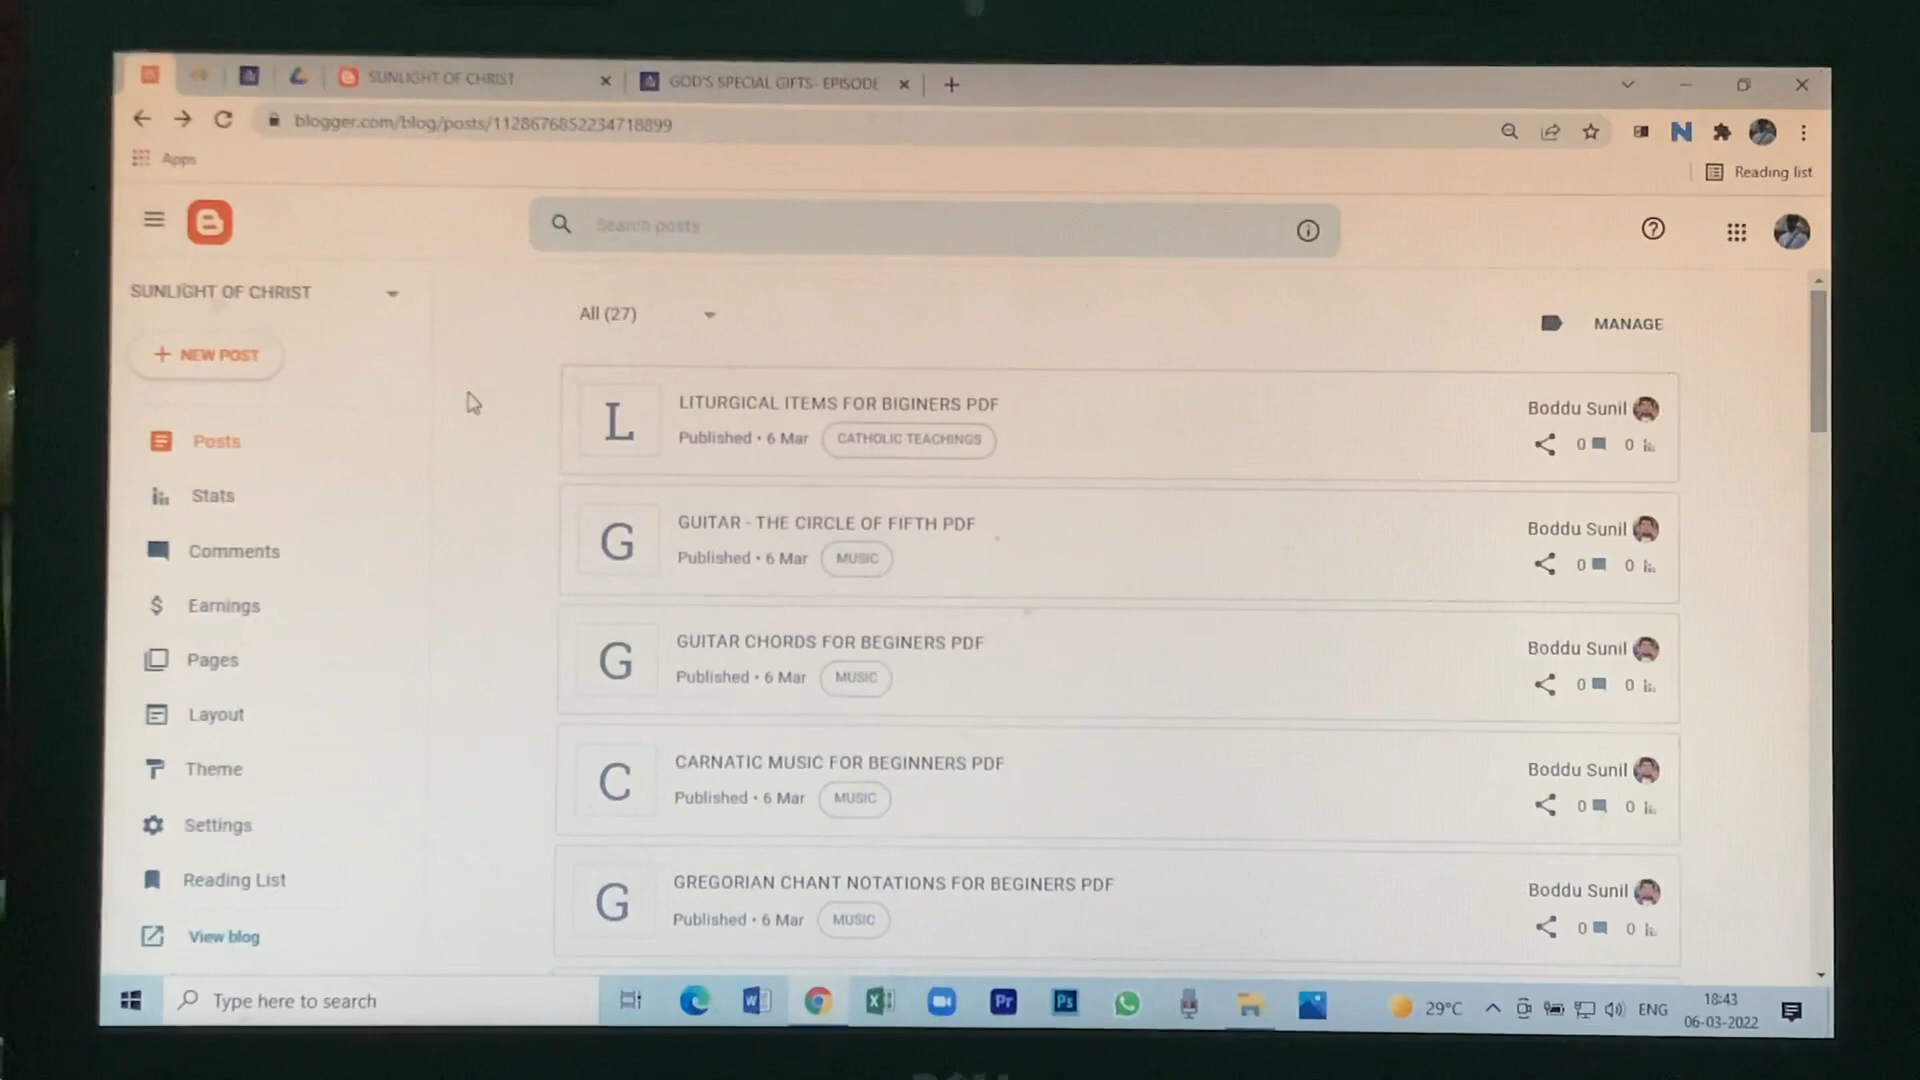 SUNLIGHT OF CHRIST
GOD'S SPECIAL GIFTS- EPISODE
blogger.com/blog/posts/1128676852234718899
N
Apps
Reading list
Search posts
SUNLIGHT OF CHRIST
All (27)
MANAGE
+ NEW POST
Posts
Stats
Comments
Earnings
Pages
Layout
Theme
Settings
Reading List
View blog
L
LITURGICAL ITEMS FOR BIGINERS PDF
Published • 6 Mar
CATHOLIC TEACHINGS
Boddu Sunil
0 0
G
GUITAR - THE CIRCLE OF FIFTH PDF
Published • 6 Mar
MUSIC
Boddu Sunil
0 0
G
GUITAR CHORDS FOR BEGINERS PDF
Published • 6 Mar
MUSIC
Boddu Sunil
0 0
C
CARNATIC MUSIC FOR BEGINNERS PDF
Published • 6 Mar
MUSIC
Boddu Sunil
0 0
G
GREGORIAN CHANT NOTATIONS FOR BEGINERS PDF
Published • 6 Mar
MUSIC
Boddu Sunil
0 0
Type here to search
W
X
Pr
Ps
29°C
ENG
18:43
06-03-2022